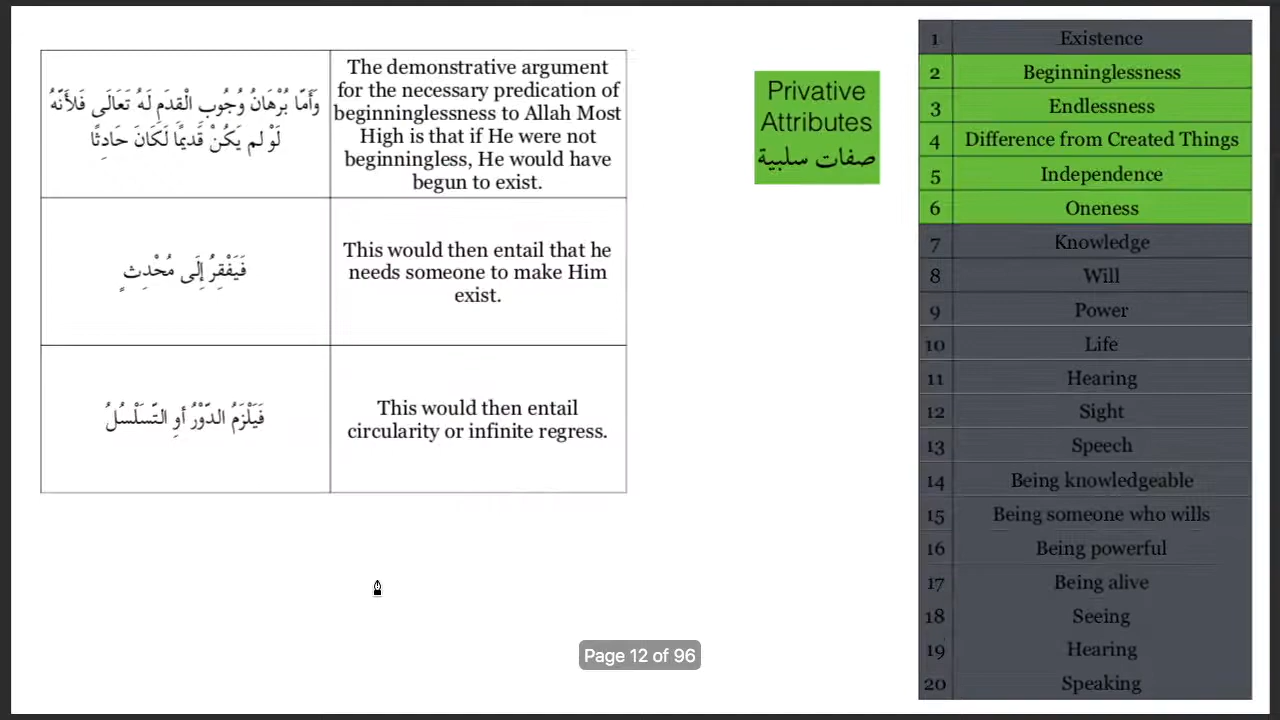 وَأَمَّا بُرْهَانُ وُجُوبِ الْقِدَمِ لَهُ تَعَالَى فَلأَنَّهُ
لَوْ لم يَكُنْ قَدِيمًا لَكَانَ حَادِثًا
The demonstrative argument
for the necessary predication of
beginninglessness to Allah Most
High is that if He were not
beginningless, He would have
begun to exist.
فَيَفْقِرُ إِلَى مُحْدِثٍ
This would then entail that he
needs someone to make Him
exist.
فَيَلْزَمُ الدَّوْرُ أوِ التَّسَلْسُلُ
This would then entail
circularity or infinite regress.
Privative
Attributes
صفات سلبية
1 Existence
2 Beginninglessness
3 Endlessness
4 Difference from Created Things
5 Independence
6 Oneness
7 Knowledge
8 Will
9 Power
10 Life
11 Hearing
12 Sight
13 Speech
14 Being knowledgeable
15 Being someone who wills
16 Being powerful
17 Being alive
18 Seeing
19 Hearing
20 Speaking
Page 12 of 96